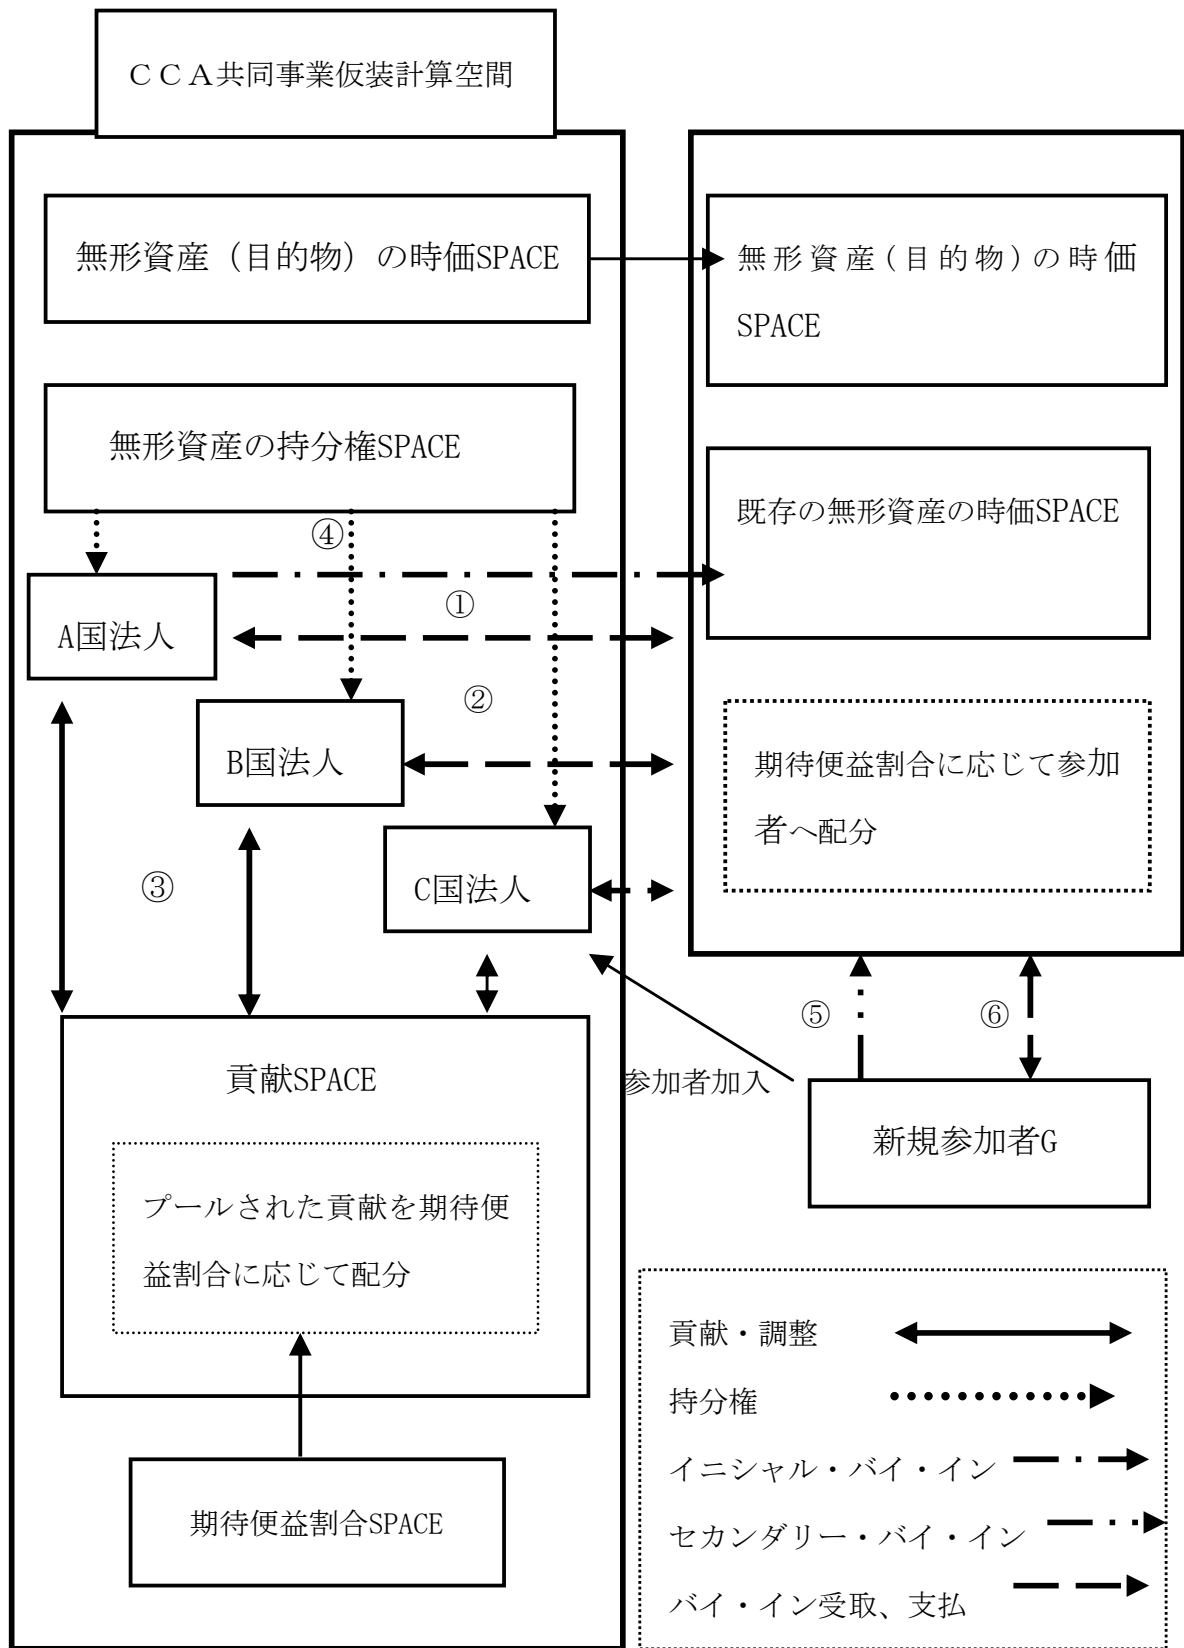 ＣＣＡ共同事業仮装計算空間
無形資産（目的物）の時価SPACE
無形資産の持分権SPACE
④
A国法人
①
B国法人
②
C国法人
③
貢献SPACE
プールされた貢献を期待便
益割合に応じて配分
期待便益割合SPACE
無形資産(目的物)の時価
SPACE
既存の無形資産の時価SPACE
期待便益割合に応じて参加
者へ配分
⑤
⑥
参加者加入
新規参加者G
貢献・調整
持分権
イニシャル・バイ・イン
セカンダリー・バイ・イン
バイ・イン受取、支払